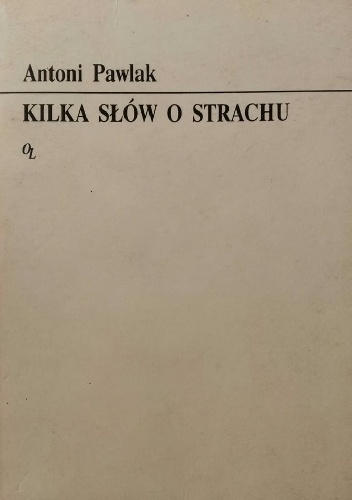 Antoni Pawlak
KILKA SŁÓW O STRACHU
OL